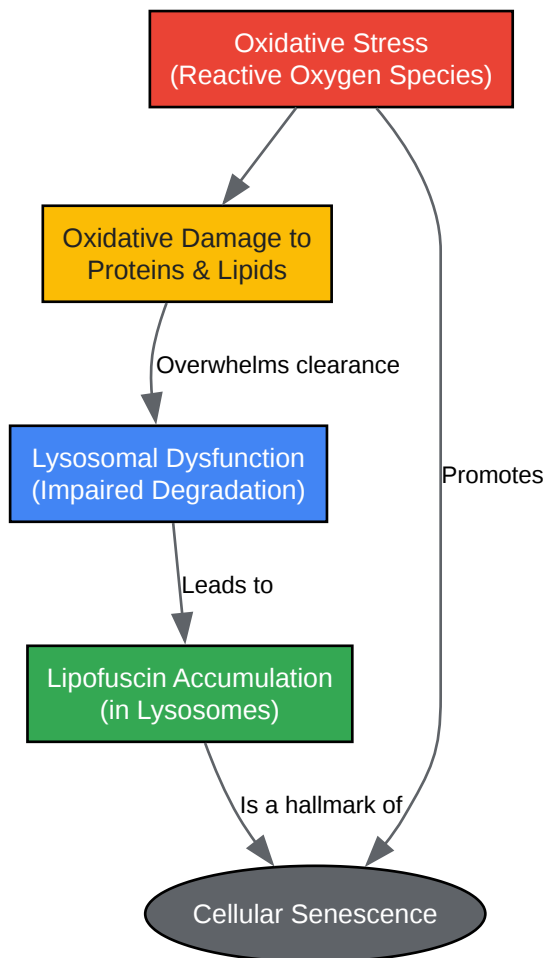 Oxidative Stress
(Reactive Oxygen Species)
Oxidative Damage to
Proteins & Lipids
Overwhelms clearance
Lysosomal Dysfunction
(Impaired Degradation)
Promotes
Leads to
Lipofuscin Accumulation
(in Lysosomes)
Is a hallmark of
Cellular Senescence